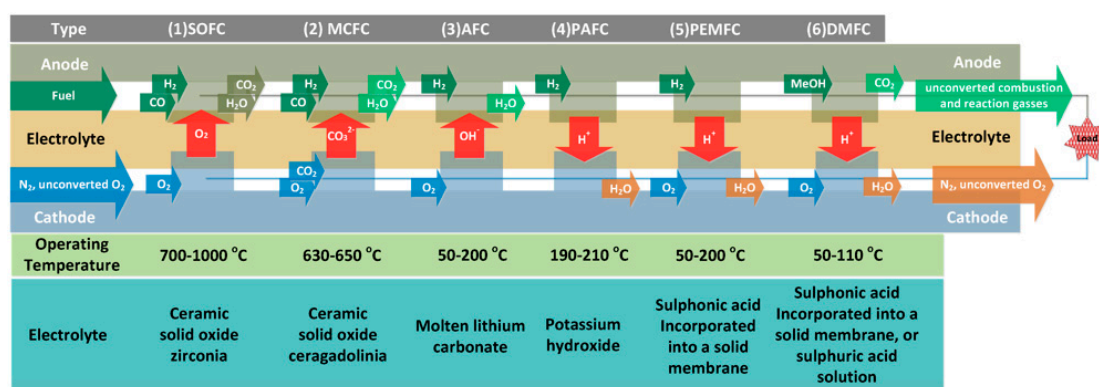 Type (1)SOFC (2) MCFC (3)AFC (4)PAFC (5)PEMFC (6)DMFC
Anode Anode
Fuel H₂ CO CO₂ H₂O H₂ CO CO₂ H₂O H₂ H₂O H₂ H₂ MeOH CO₂ unconverted combustion
and reaction gasses
Electrolyte O₂ CO₃²⁻ OH⁻ H⁺ H⁺ H⁺ Electrolyte
Load
N₂, unconverted O₂ O₂ CO₂ O₂ O₂ H₂O O₂ H₂O O₂ H₂O N₂, unconverted O₂
Cathode Cathode
Operating
Temperature
700-1000 °C 630-650 °C 50-200 °C 190-210 °C 50-200 °C 50-110 °C
Electrolyte
Ceramic
solid oxide
zirconia
Ceramic
solid oxide
ceragadolinia
Molten lithium
carbonate
Potassium
hydroxide
Sulphonic acid
Incorporated
into a solid
membrane
Sulphonic acid
Incorporated into a
solid membrane, or
sulphuric acid
solution